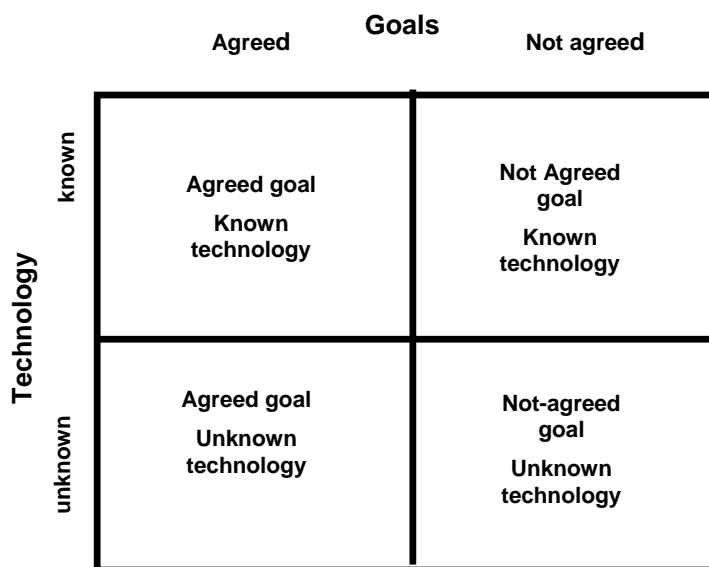 Goals
Agreed
Not agreed
Technology
known
Agreed goal
Known
technology
Not Agreed
goal
Known
technology
unknown
Agreed goal
Unknown
technology
Not-agreed
goal
Unknown
technology